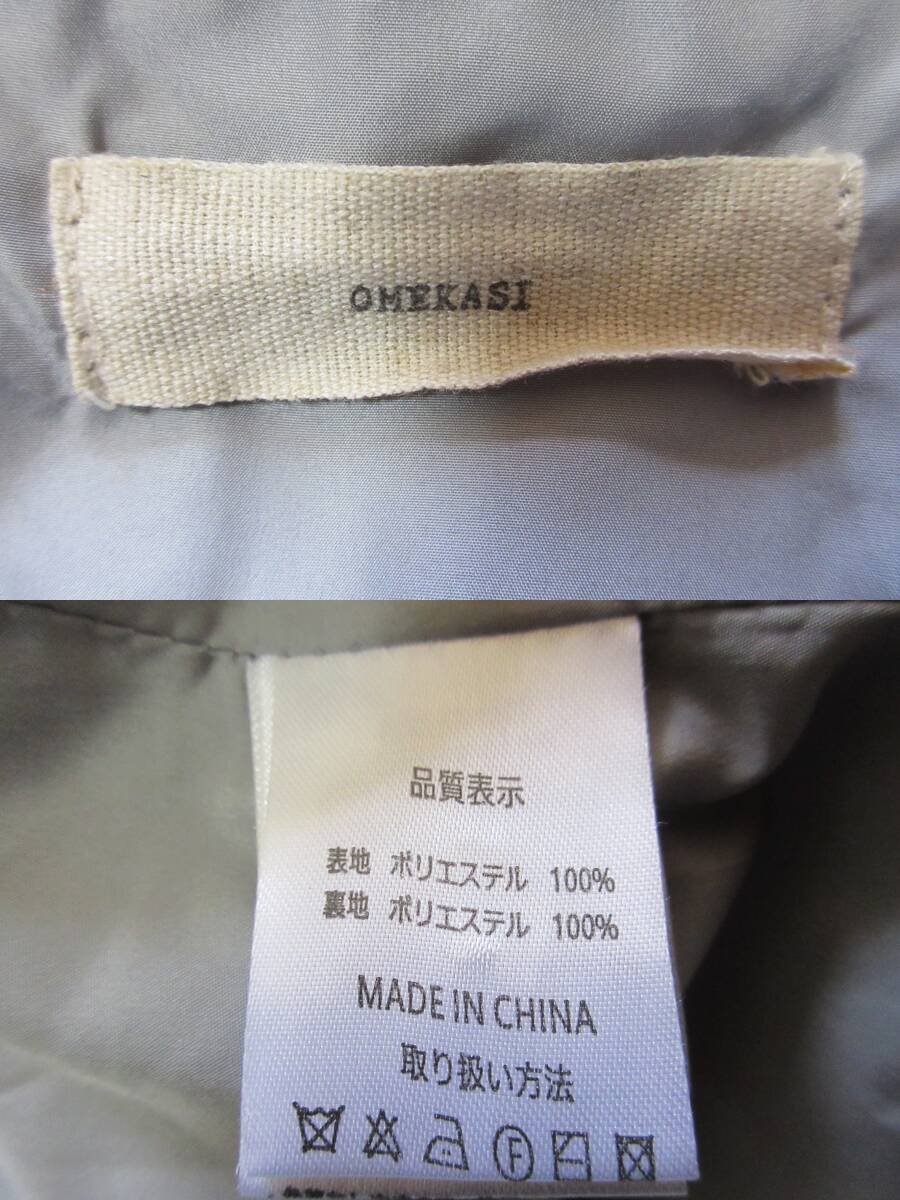 OMEKASI
品質表示
表地 ポリエステル 100%
裏地 ポリエステル 100%
MADE IN CHINA
取り扱い方法
F